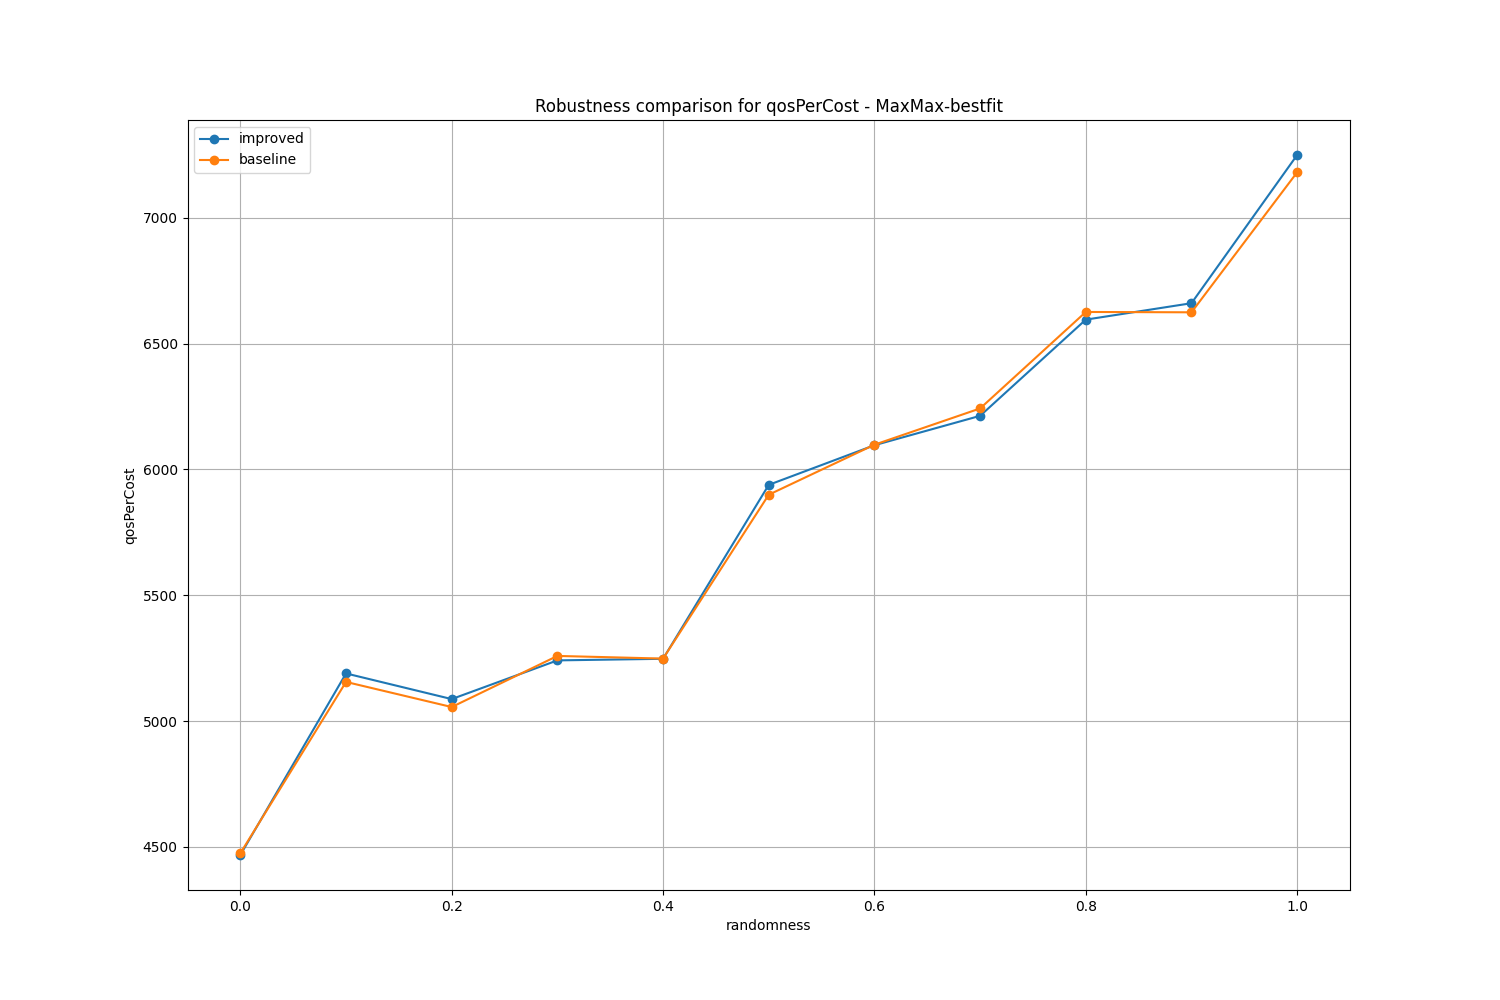 Robustness comparison for qosPerCost - MaxMax-bestfit
improved
baseline
7000
6500
6000
5500
5000
4500
qosPerCost
0.0 0.2 0.4 0.6 0.8 1.0
randomness